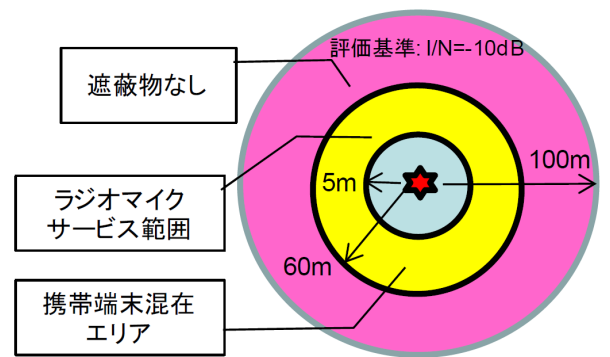 評価基準: I/N=-10dB
遮蔽物なし
100m
5m
ラジオマイク
サービス範囲
60m
携帯端末混在
エリア